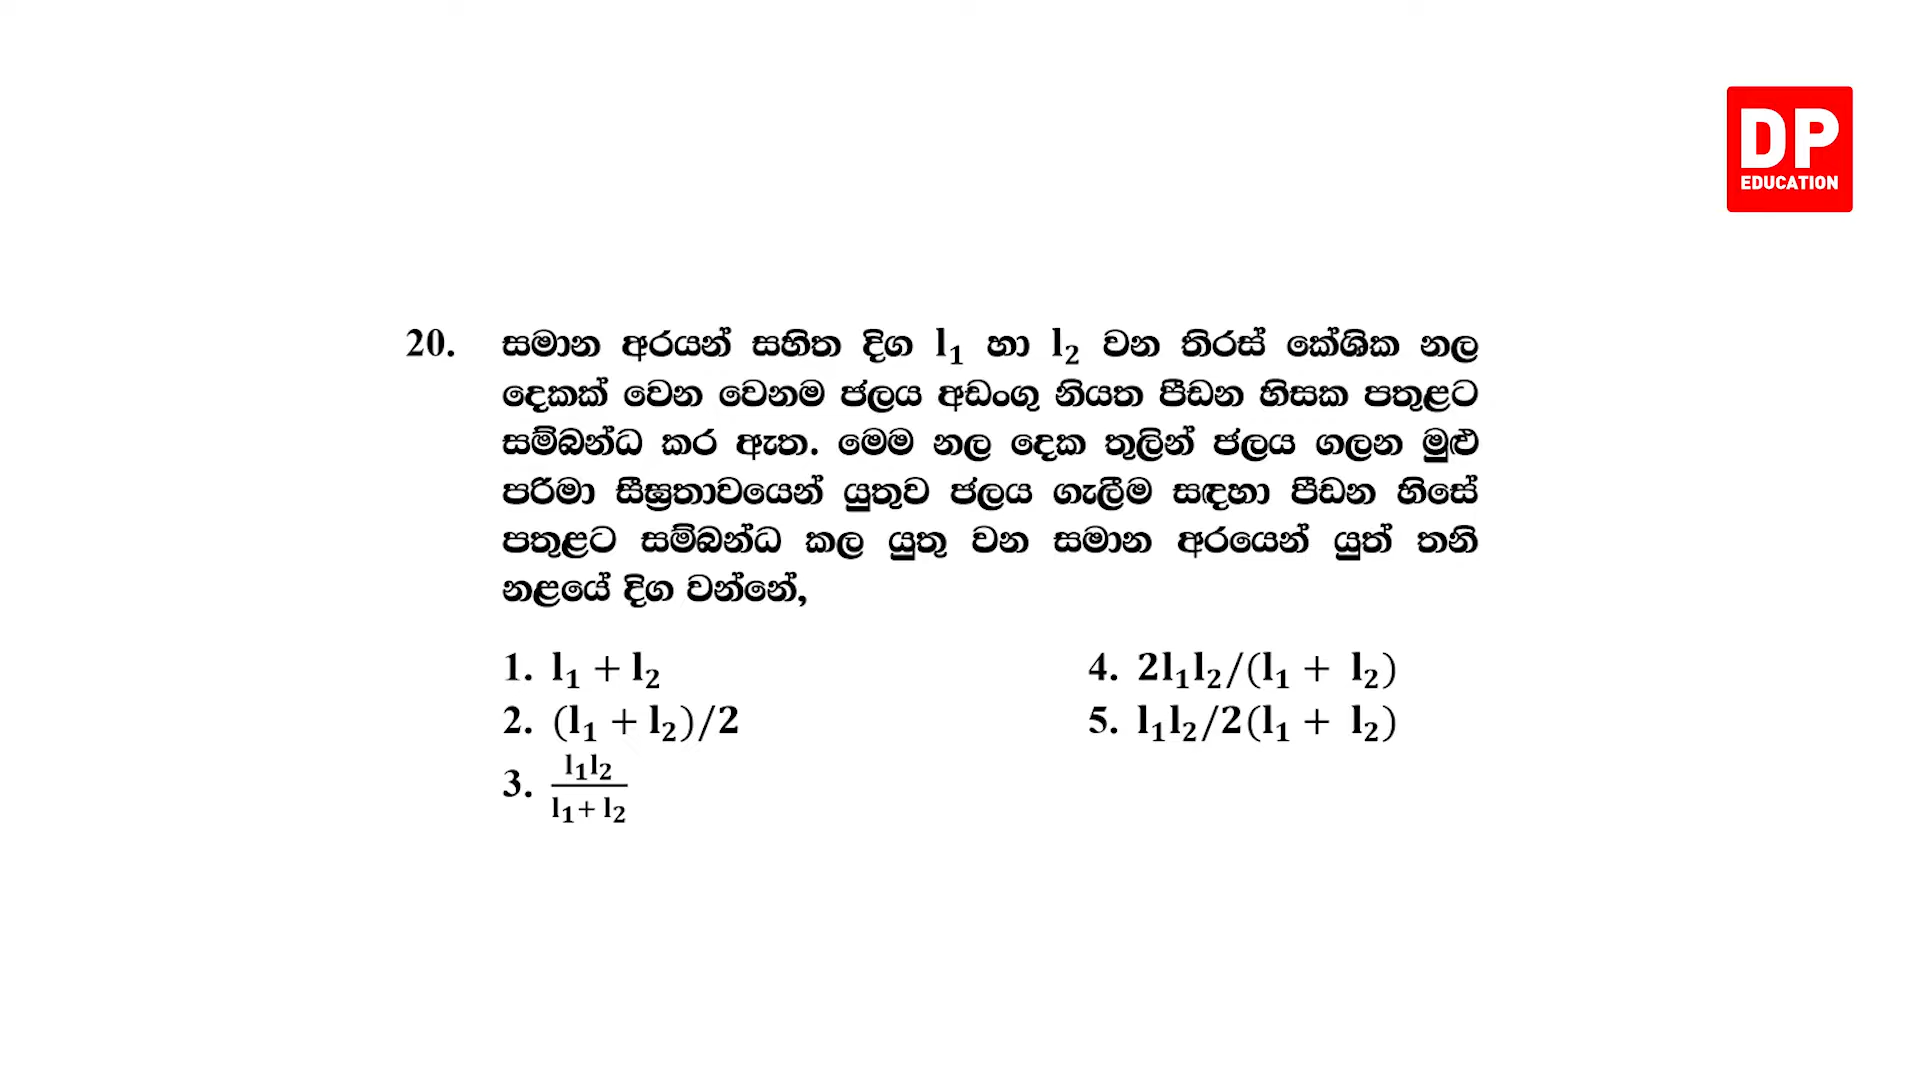 DP
EDUCATION
20. සමාන අරයන් සහිත දිග l₁ හා l₂ වන තිරස් කේශික නල
දෙකක් වෙන වෙනම ජලය අඩංගු නියත පීඩන හිසක පතුළට
සම්බන්ධ කර ඇත. මෙම නල දෙක තුලින් ජලය ගලන මුළු
පරිමා සීඝ්‍රතාවයෙන් යුතුව ජලය ගැලීම සඳහා පීඩන හිසේ
පතුළට සම්බන්ධ කල යුතු වන සමාන අරයෙන් යුත් තනි
නළයේ දිග වන්නේ,
1. l₁ + l₂
2. (l₁ + l₂)/2
3. l₁l₂ / l₁+ l₂
4. 2l₁l₂/(l₁ + l₂)
5. l₁l₂/2(l₁ + l₂)